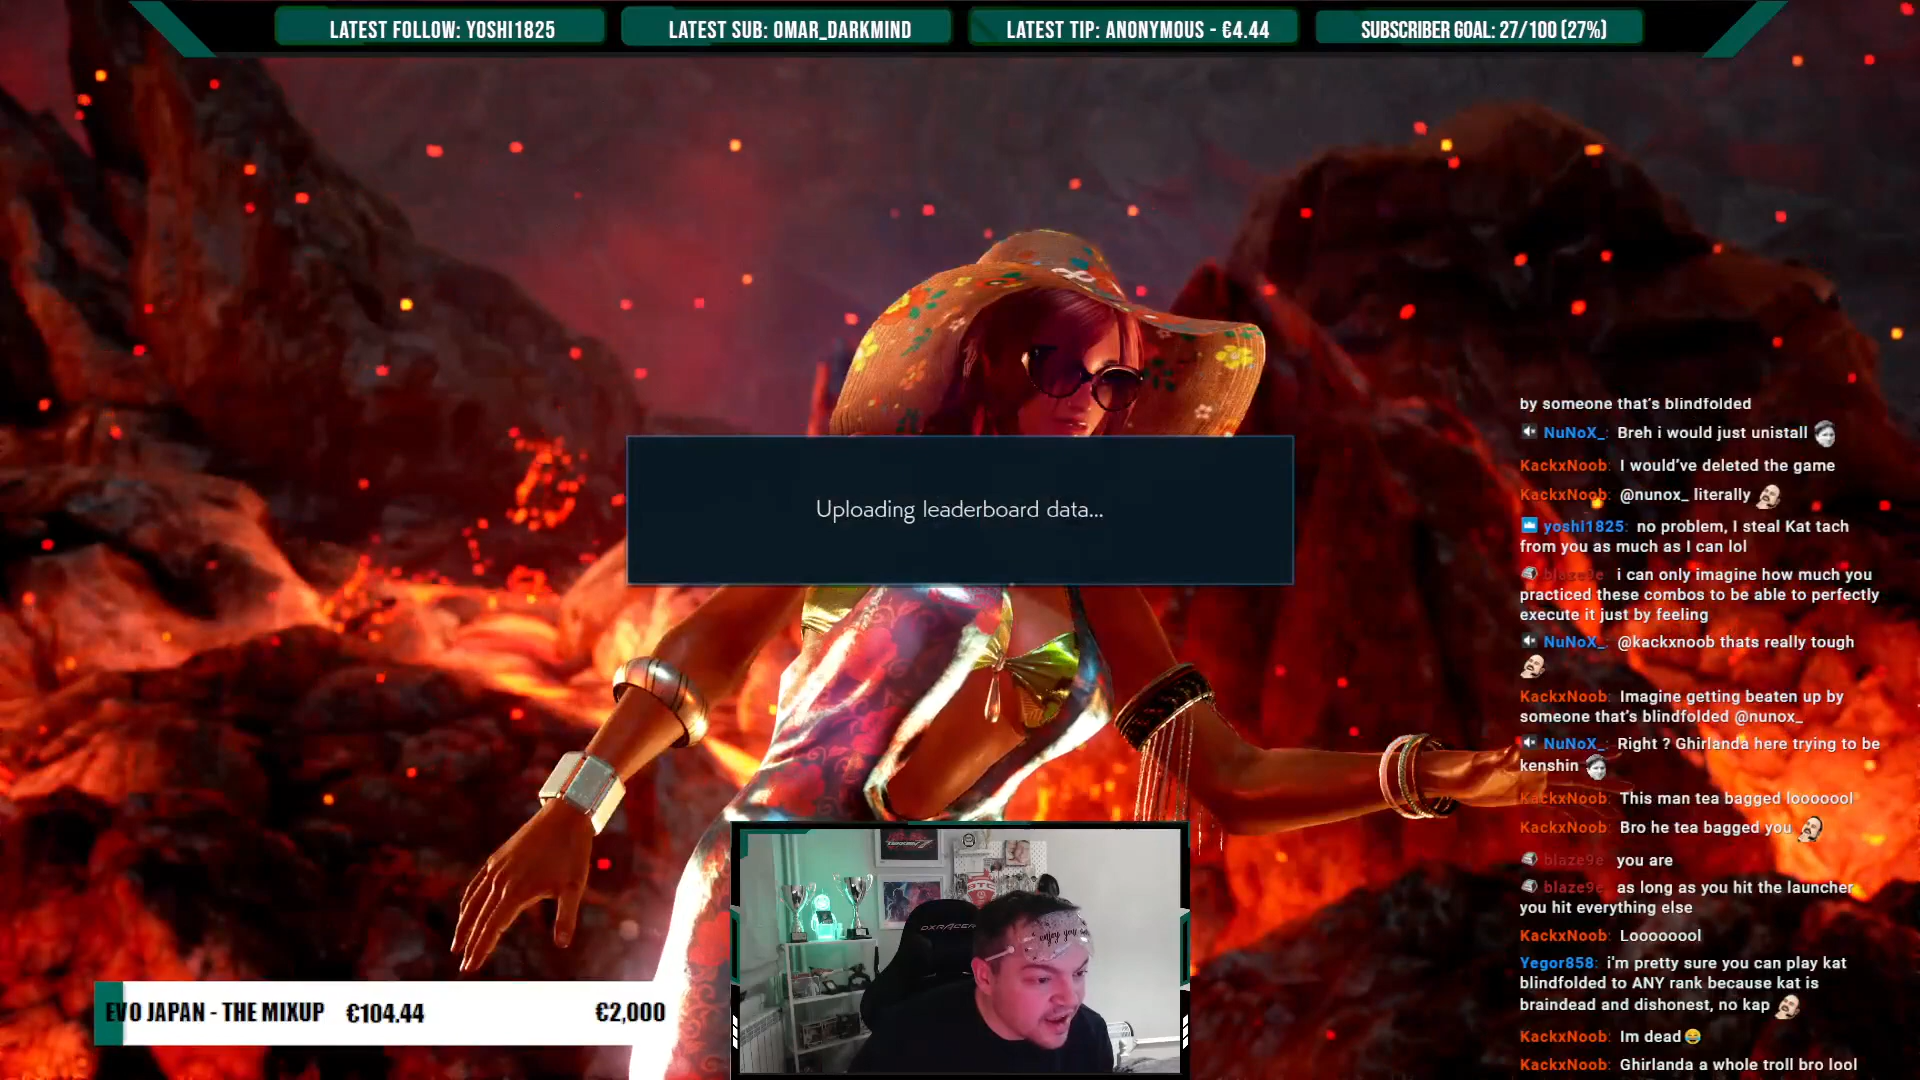 LATEST FOLLOW: YOSHI1825
LATEST SUB: OMAR_DARKMIND
LATEST TIP: ANONYMOUS - €4.44
SUBSCRIBER GOAL: 27/100 (27%)
Uploading leaderboard data...
by someone that's blindfolded
NuNoX_: Breh i would just unistall
KackxNoob: I would've deleted the game
KackxNoob: @nunox_ literally
yoshi1825: no problem, I steal Kat tach
from you as much as I can lol
blaze9e i can only imagine how much you
practiced these combos to be able to perfectly
execute it just by feeling
NuNoX_: @kackxnoob thats really tough
KackxNoob: Imagine getting beaten up by
someone that's blindfolded @nunox_
NuNoX_: Right ? Ghirlanda here trying to be
kenshin
KackxNoob: This man tea bagged
looooool
KackxNoob: Bro he tea bagged you
blaze9e you are
blaze9e as long as you hit the launcher
you hit everything else
KackxNoob: Looooool
Yegor858: i'm pretty sure you can play kat
blindfolded to ANY rank because kat is
braindead and dishonest, no kap
KackxNoob: Im dead
KackxNoob: Ghirlanda a whole troll bro lool
DXRACER
enjoy you
EVO JAPAN - THE MIXUP €104.44 €2,000